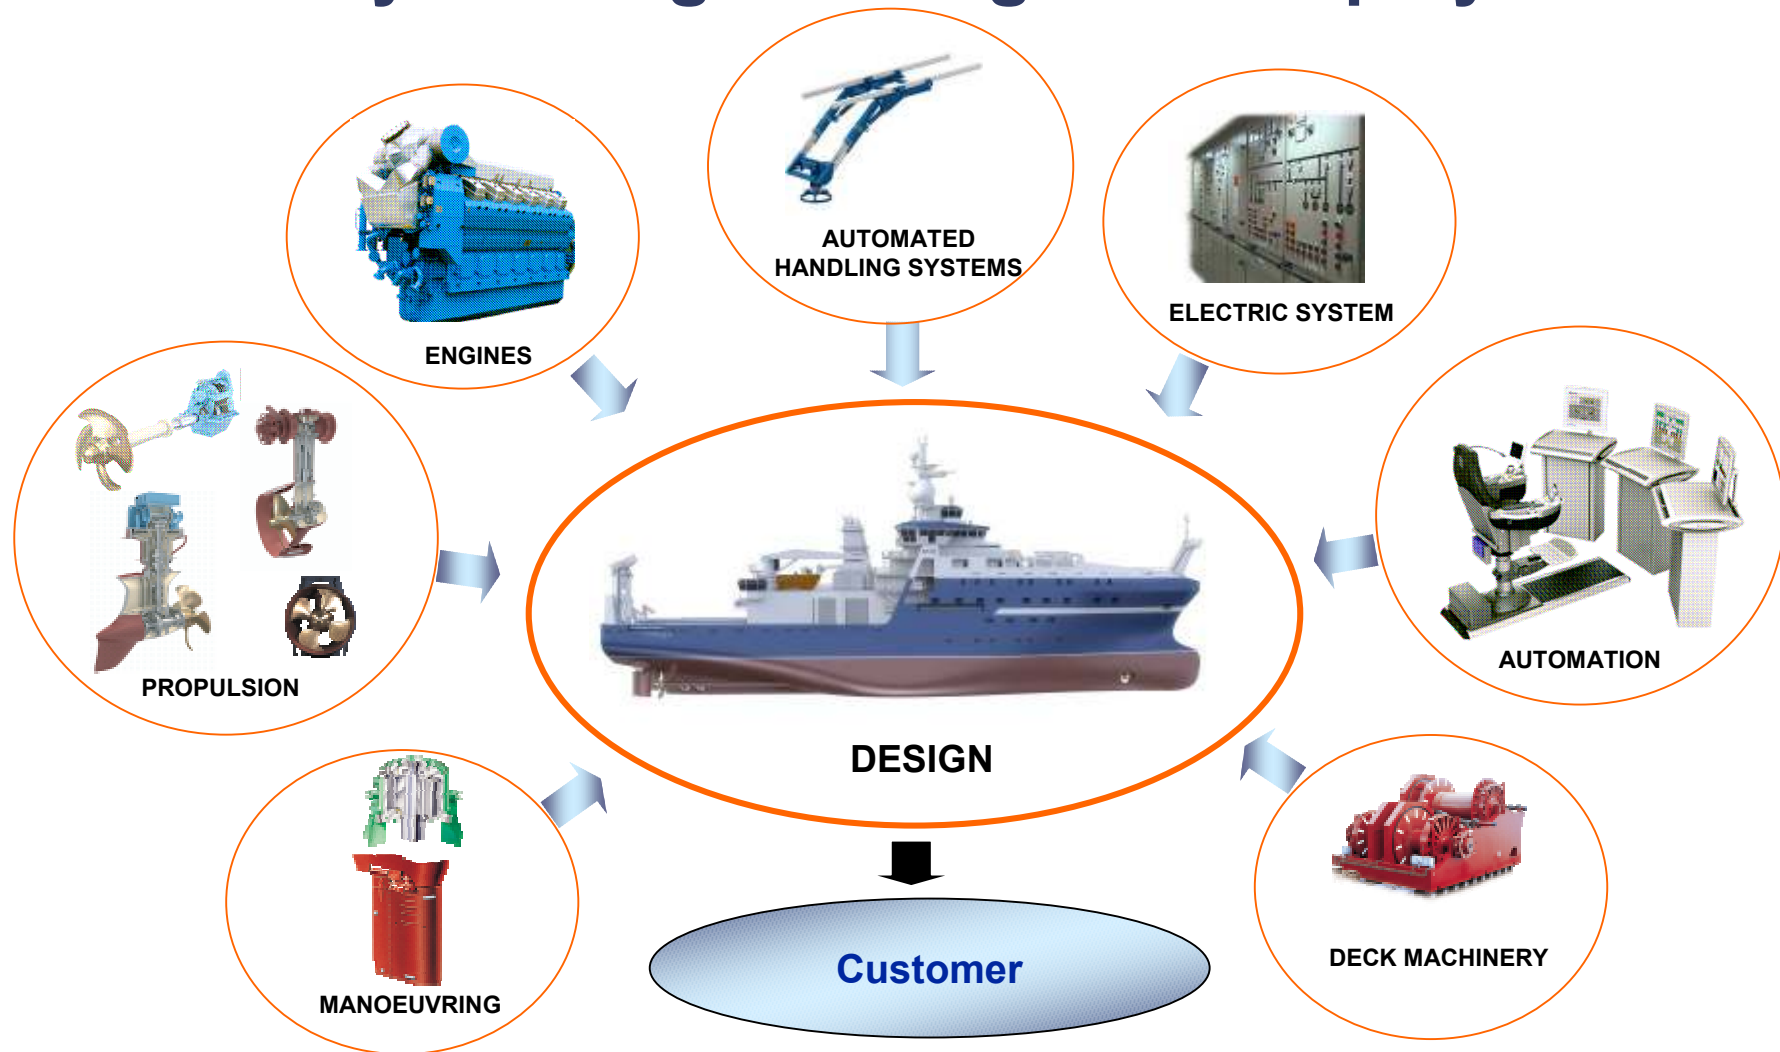 AUTOMATED
HANDLING SYSTEMS
ELECTRIC SYSTEM
ENGINES
AUTOMATION
PROPULSION
DESIGN
DECK MACHINERY
Customer
MANOEUVRING